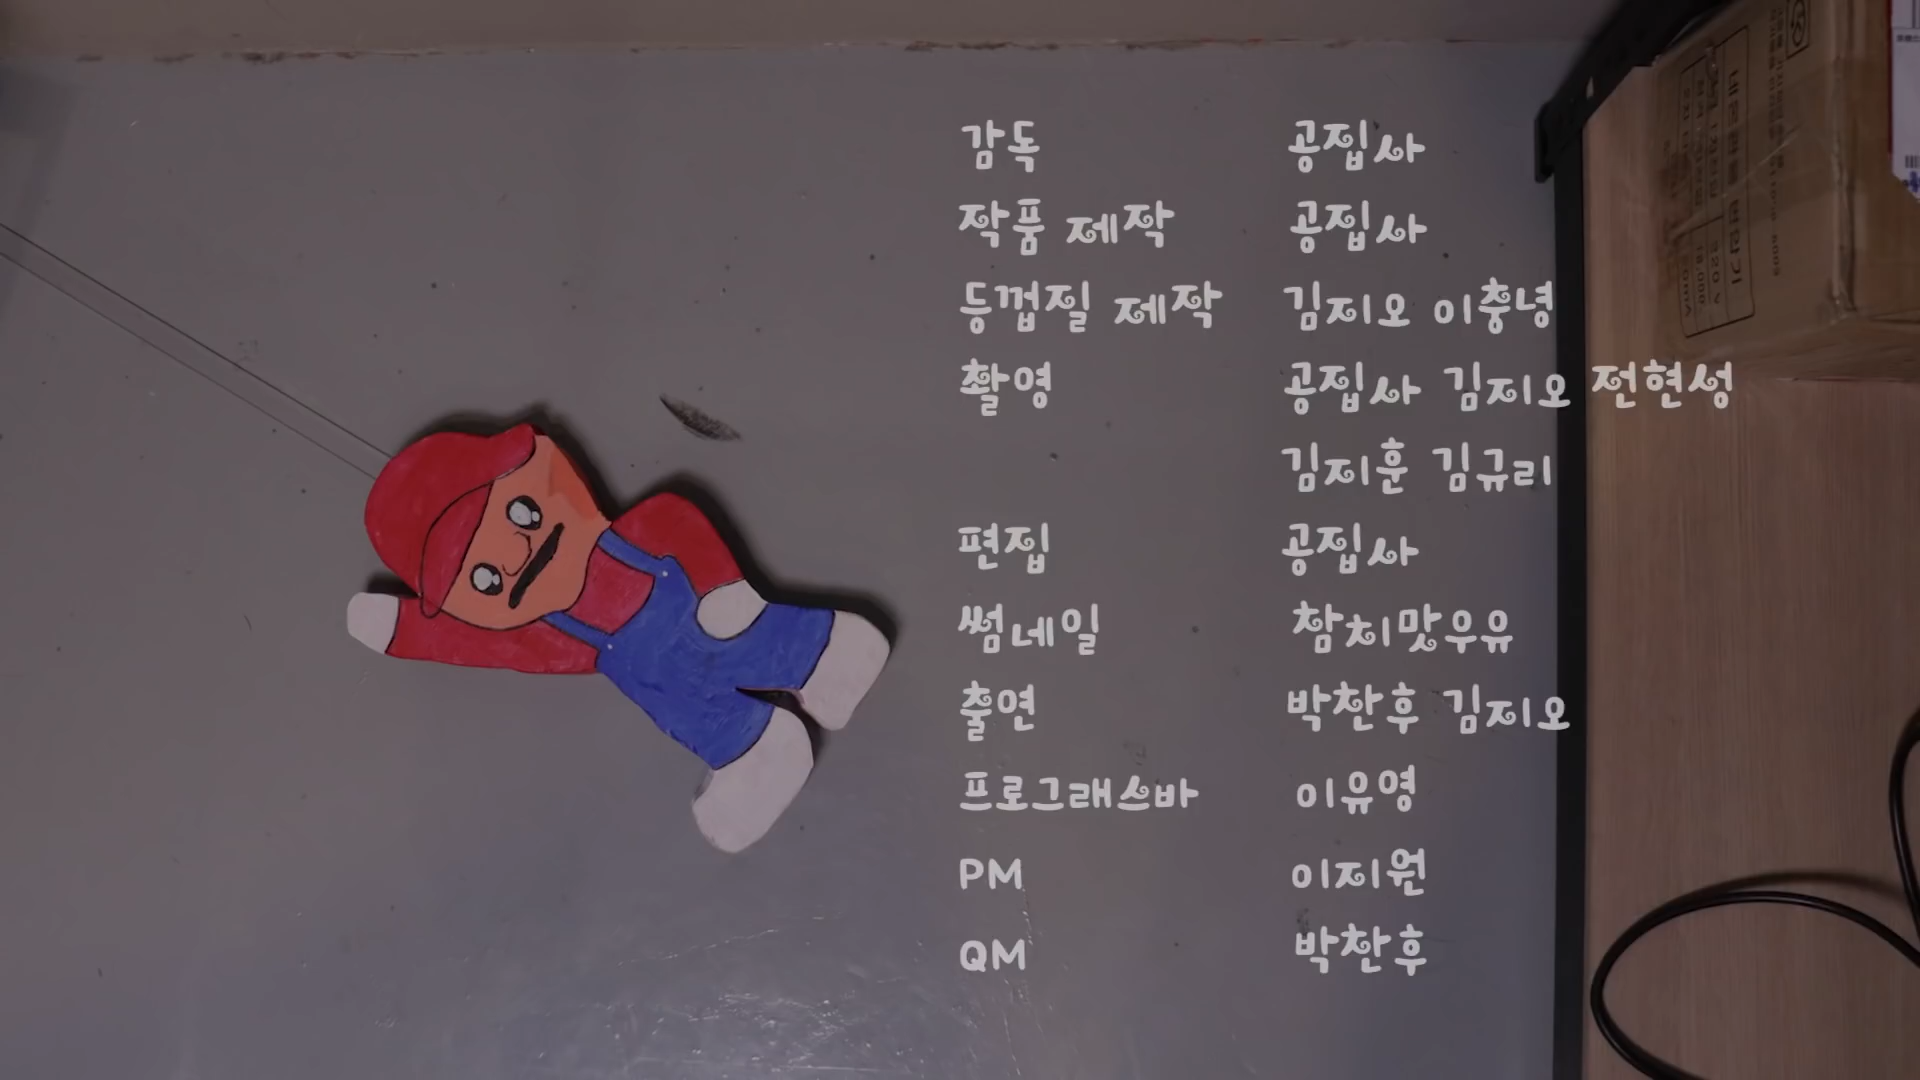 감독 공집사
작품 제작 공집사
등껍질 제작 김지오 이충녕
촬영 공집사 김지오 전현성
김지훈 김규리
편집 공집사
썸네일 참치맛우유
출연 박찬후 김지오
프로그래스바 이유영
PM 이지원
QM 박찬후